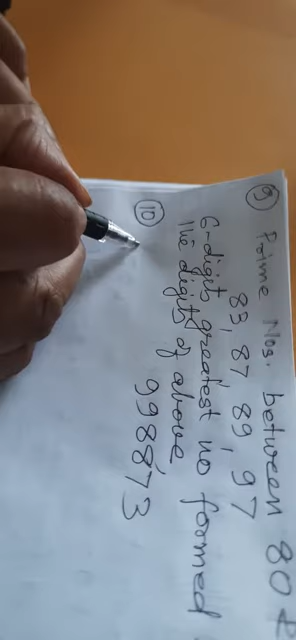 ⑨ Prime Nos. between 80 &
83, 87, 89, 97
6-digits greatest no formed
the digits of above
998873
⑩